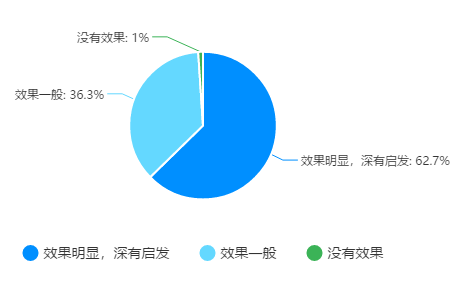 没有效果: 1%
效果一般: 36.3%
效果明显，深有启发: 62.7%
效果明显，深有启发 效果一般 没有效果